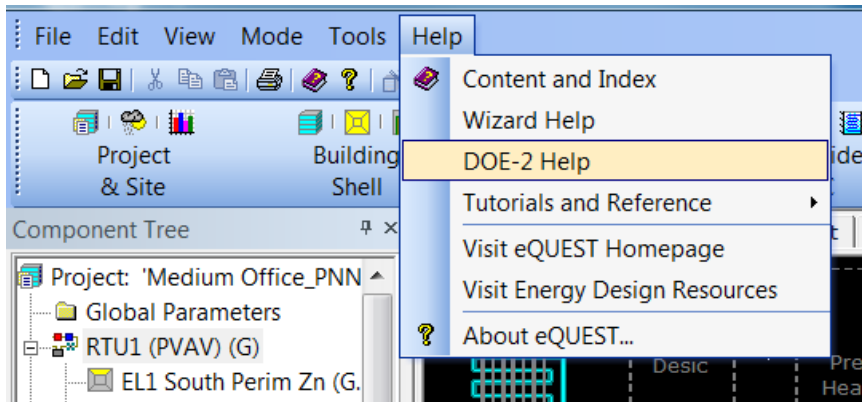 File Edit View Mode Tools Help
Content and Index
Wizard Help
Project Building
DOE-2 Help
& Site Shell
Tutorials and Reference
Component Tree
Visit eQUEST Homepage
Project: 'Medium Office_PNN
Visit Energy Design Resources
Global Parameters
About eQUEST...
RTU1 (PVAV) (G)
Desic
EL1 South Perim Zn (G.